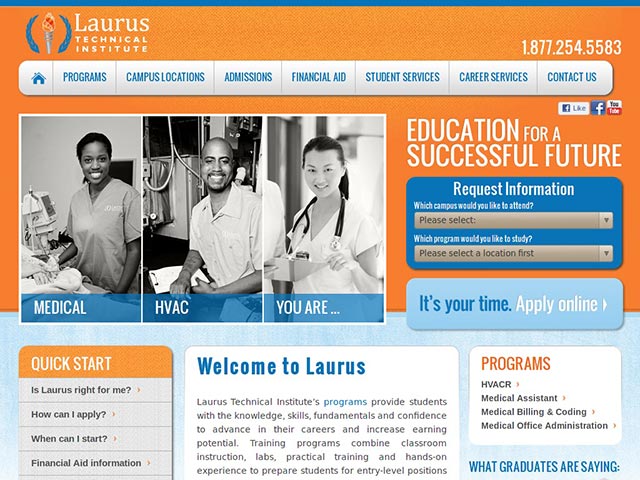 Laurus
TECHNICAL
INSTITUTE
1.877.254.5583
PROGRAMS
CAMPUS LOCATIONS
ADMISSIONS
FINANCIAL AID
STUDENT SERVICES
CAREER SERVICES
CONTACT US
Like
You Tube
EDUCATION FOR A
SUCCESSFUL FUTURE
Request Information
Which campus would you like to attend?
Please select:
Which program would you like to study?
Please select a location first
MEDICAL
HVAC
YOU ARE ...
It's your time. Apply online
QUICK START
Is Laurus right for me?
How can I apply?
When can I start?
Financial Aid information
Welcome to Laurus
Laurus Technical Institute's programs provide students
with the knowledge, skills, fundamentals and confidence
to advance in their careers and increase earning
potential. Training programs combine classroom
instruction, labs, practical training and hands-on
experience to prepare students for entry-level positions
PROGRAMS
HVACR
Medical Assistant
Medical Billing & Coding
Medical Office Administration
WHAT GRADUATES ARE SAYING: